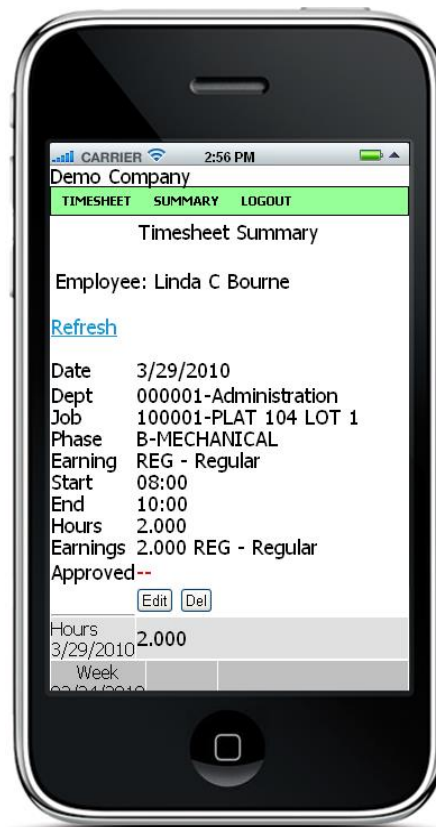 CARRIER 2:56 PM
Demo Company
TIMESHEET SUMMARY LOGOUT
Timesheet Summary
Employee: Linda C Bourne
Refresh
Date 3/29/2010
Dept 000001-Administration
Job 100001-PLAT 104 LOT 1
Phase B-MECHANICAL
Earning REG - Regular
Start 08:00
End 10:00
Hours 2.000
Earnings 2.000 REG - Regular
Approved--
Edit Del
Hours
3/29/2010 2.000
Week